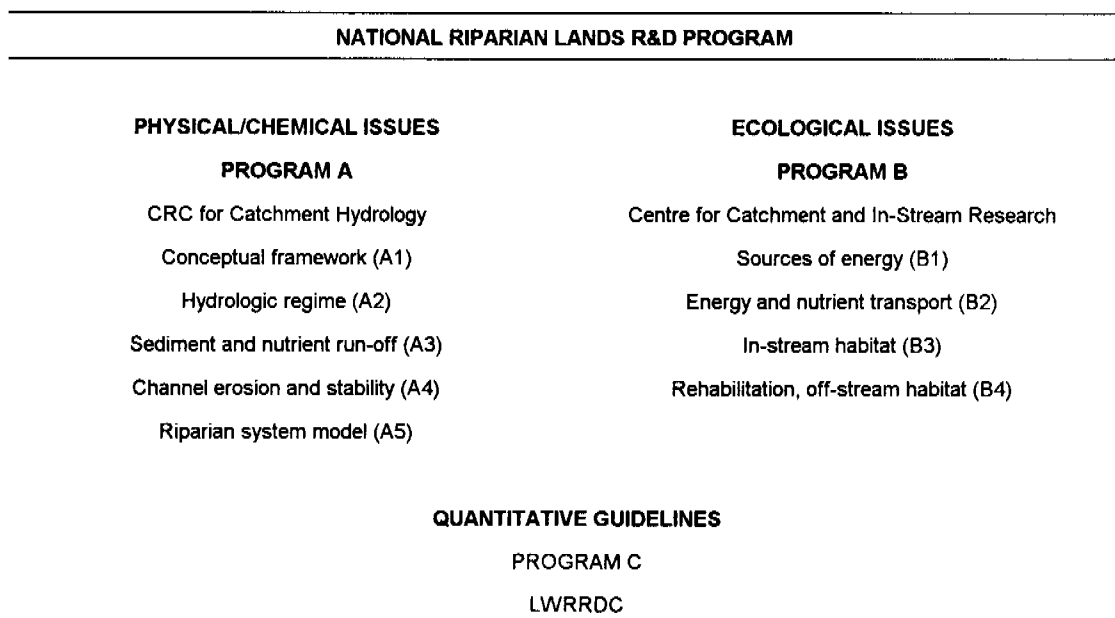 NATIONAL RIPARIAN LANDS R&D PROGRAM
PHYSICAL/CHEMICAL ISSUES
PROGRAM A
CRC for Catchment Hydrology
Conceptual framework (A1)
Hydrologic regime (A2)
Sediment and nutrient run-off (A3)
Channel erosion and stability (A4)
Riparian system model (A5)
ECOLOGICAL ISSUES
PROGRAM B
Centre for Catchment and In-Stream Research
Sources of energy (B1)
Energy and nutrient transport (B2)
In-stream habitat (B3)
Rehabilitation, off-stream habitat (B4)
QUANTITATIVE GUIDELINES
PROGRAM C
LWRRDC